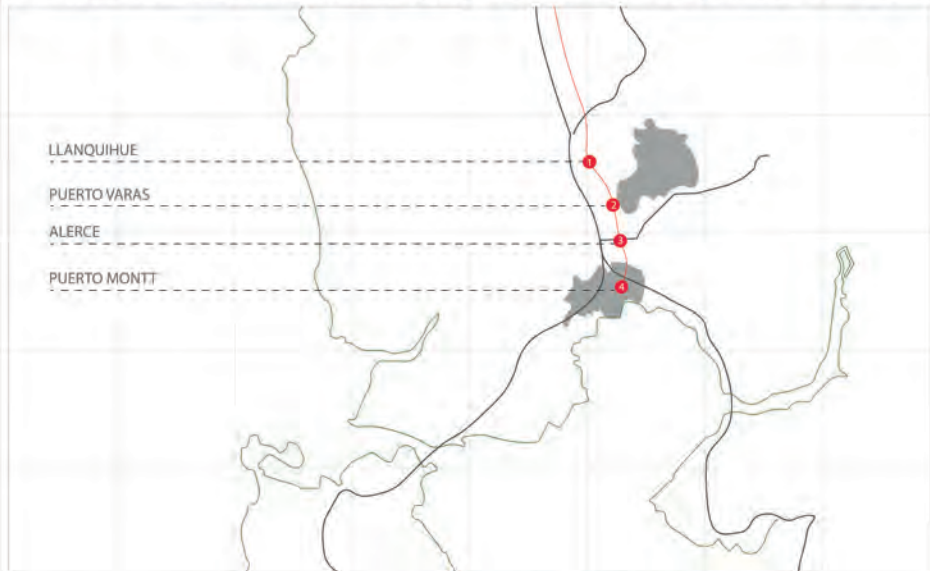 LLANQUIHUE
1
PUERTO VARAS
2
ALERCE
3
PUERTO MONTT
4